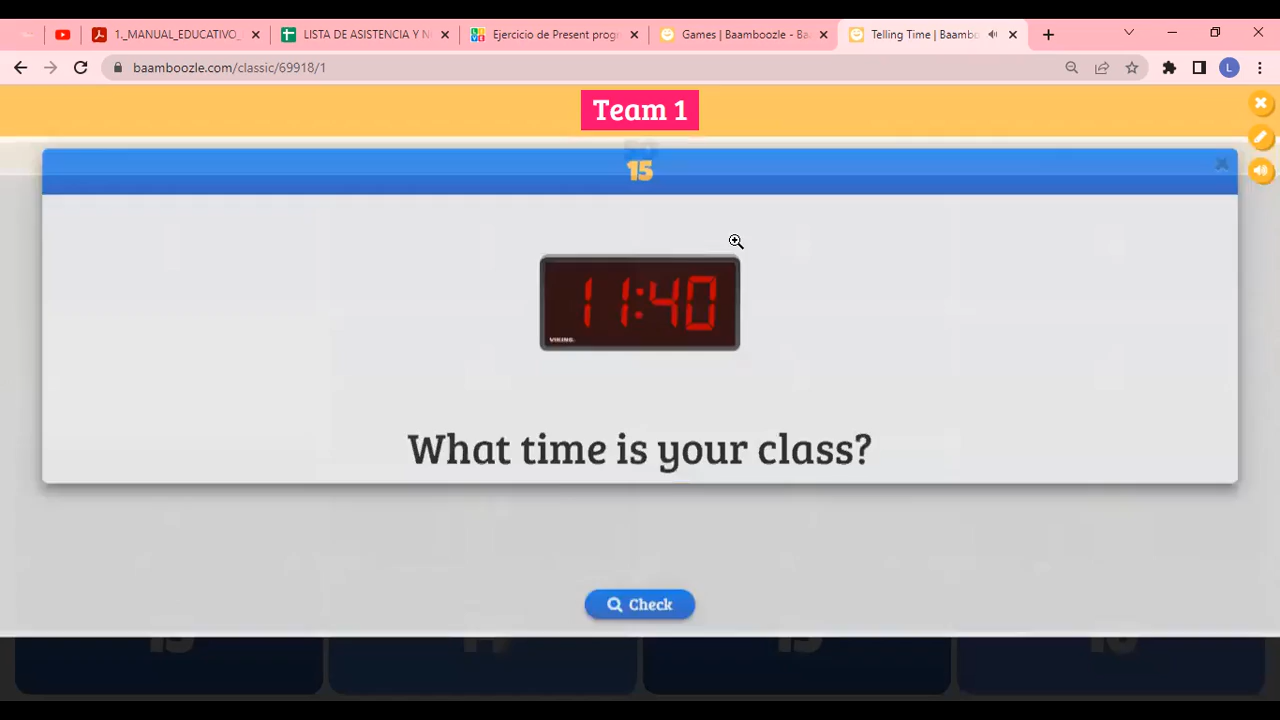 1._MANUAL_EDUCATIVO_
LISTA DE ASISTENCIA Y N
Ejercicio de Present prog
Games | Baamboozle - Ba
Telling Time | Baambo
baamboozle.com/classic/69918/1
L
Team 1
15
11:40
VIKING.
What time is your class?
Check